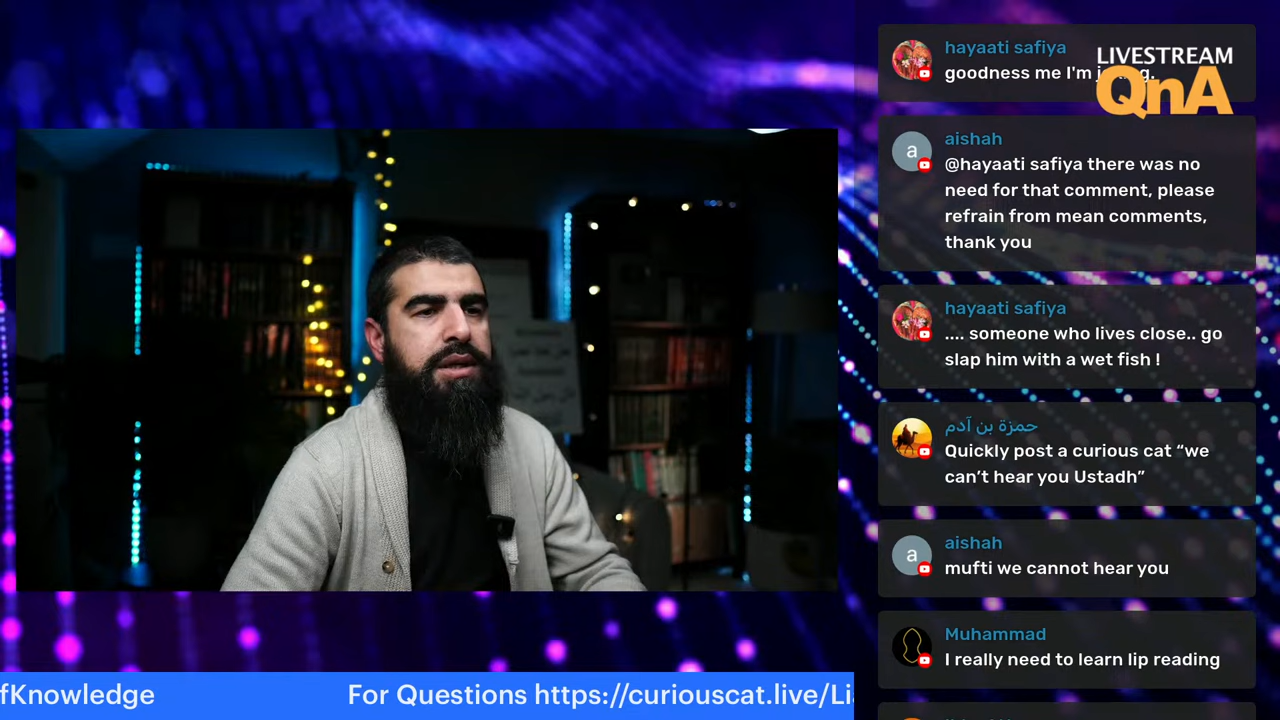 hayaati safiya
goodness me I'm
LIVESTREAM
QnA
aishah
@hayaati safiya there was no
need for that comment, please
refrain from mean comments,
thank you
hayaati safiya
.... someone who lives close.. go
slap him with a wet fish !
حمزة بن آدم
Quickly post a curious cat “we
can’t hear you Ustadh”
a
aishah
mufti we cannot hear you
Muhammad
I really need to learn lip reading
fKnowledge
For Questions https://curiouscat.live/Li